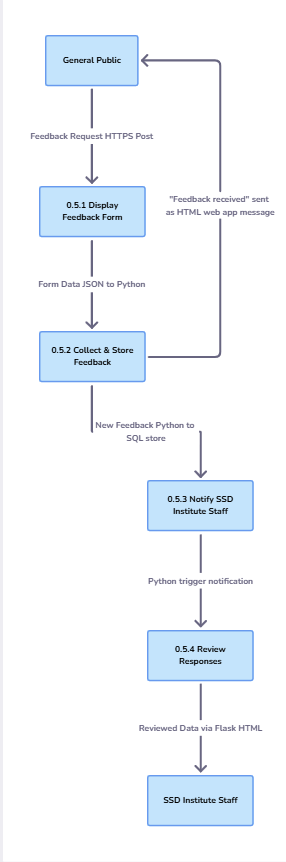 General Public
Feedback Request HTTPS Post
"Feedback received" sent
as HTML web app message
0.5.1 Display
Feedback Form
Form Data JSON to Python
0.5.2 Collect & Store
Feedback
New Feedback Python to
SQL store
0.5.3 Notify SSD
Institute Staff
Python trigger notification
0.5.4 Review
Responses
Reviewed Data via Flask HTML
SSD Institute Staff